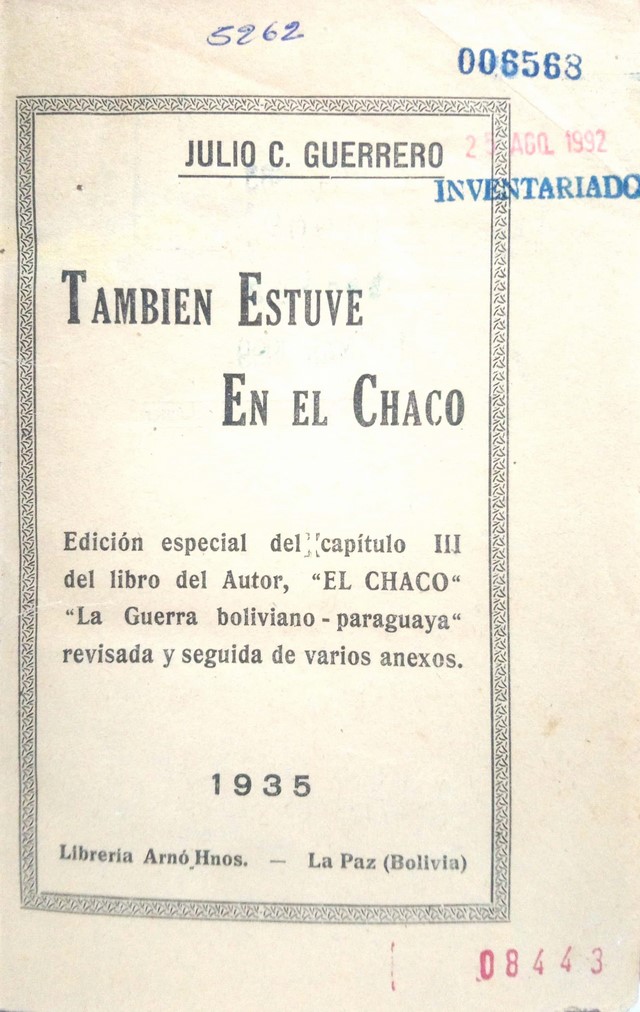 5262
006568
JULIO C. GUERRERO
25 AGO. 1992
INVENTARIADO
TAMBIEN ESTUVE
EN EL CHACO
Edición especial del capítulo III
del libro del Autor, “EL CHACO“
“La Guerra boliviano - paraguaya“
revisada y seguida de varios anexos.
1935
Librería Arnó Hnos. — La Paz (Bolivia)
08443